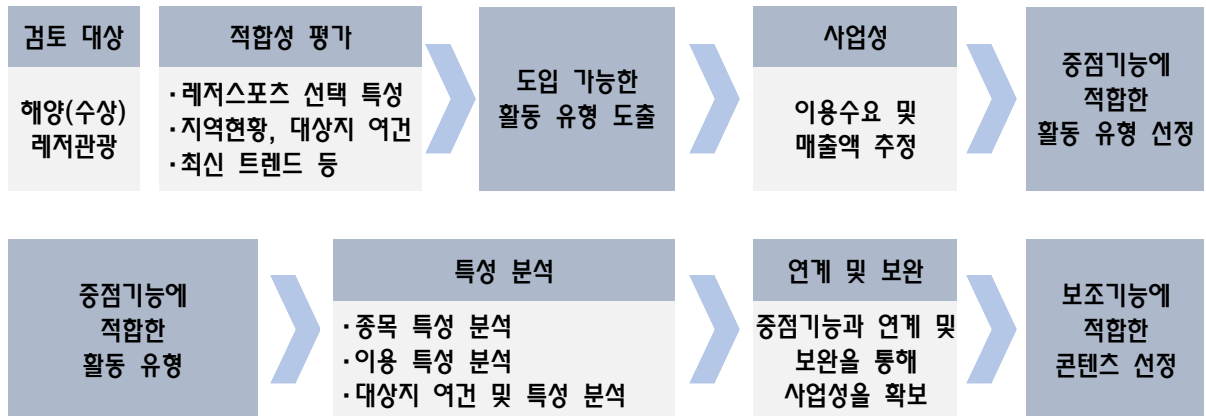 검토 대상
해양(수상)
레저관광
적합성 평가
·레저스포츠 선택 특성
·지역현황, 대상지 여건
·최신 트렌드 등
도입 가능한
활동 유형 도출
사업성
이용수요 및
매출액 추정
중점기능에
적합한
활동 유형 선정
중점기능에
적합한
활동 유형
특성 분석
·종목 특성 분석
·이용 특성 분석
·대상지 여건 및 특성 분석
연계 및 보완
중점기능과 연계 및
보완을 통해
사업성을 확보
보조기능에
적합한
콘텐츠 선정